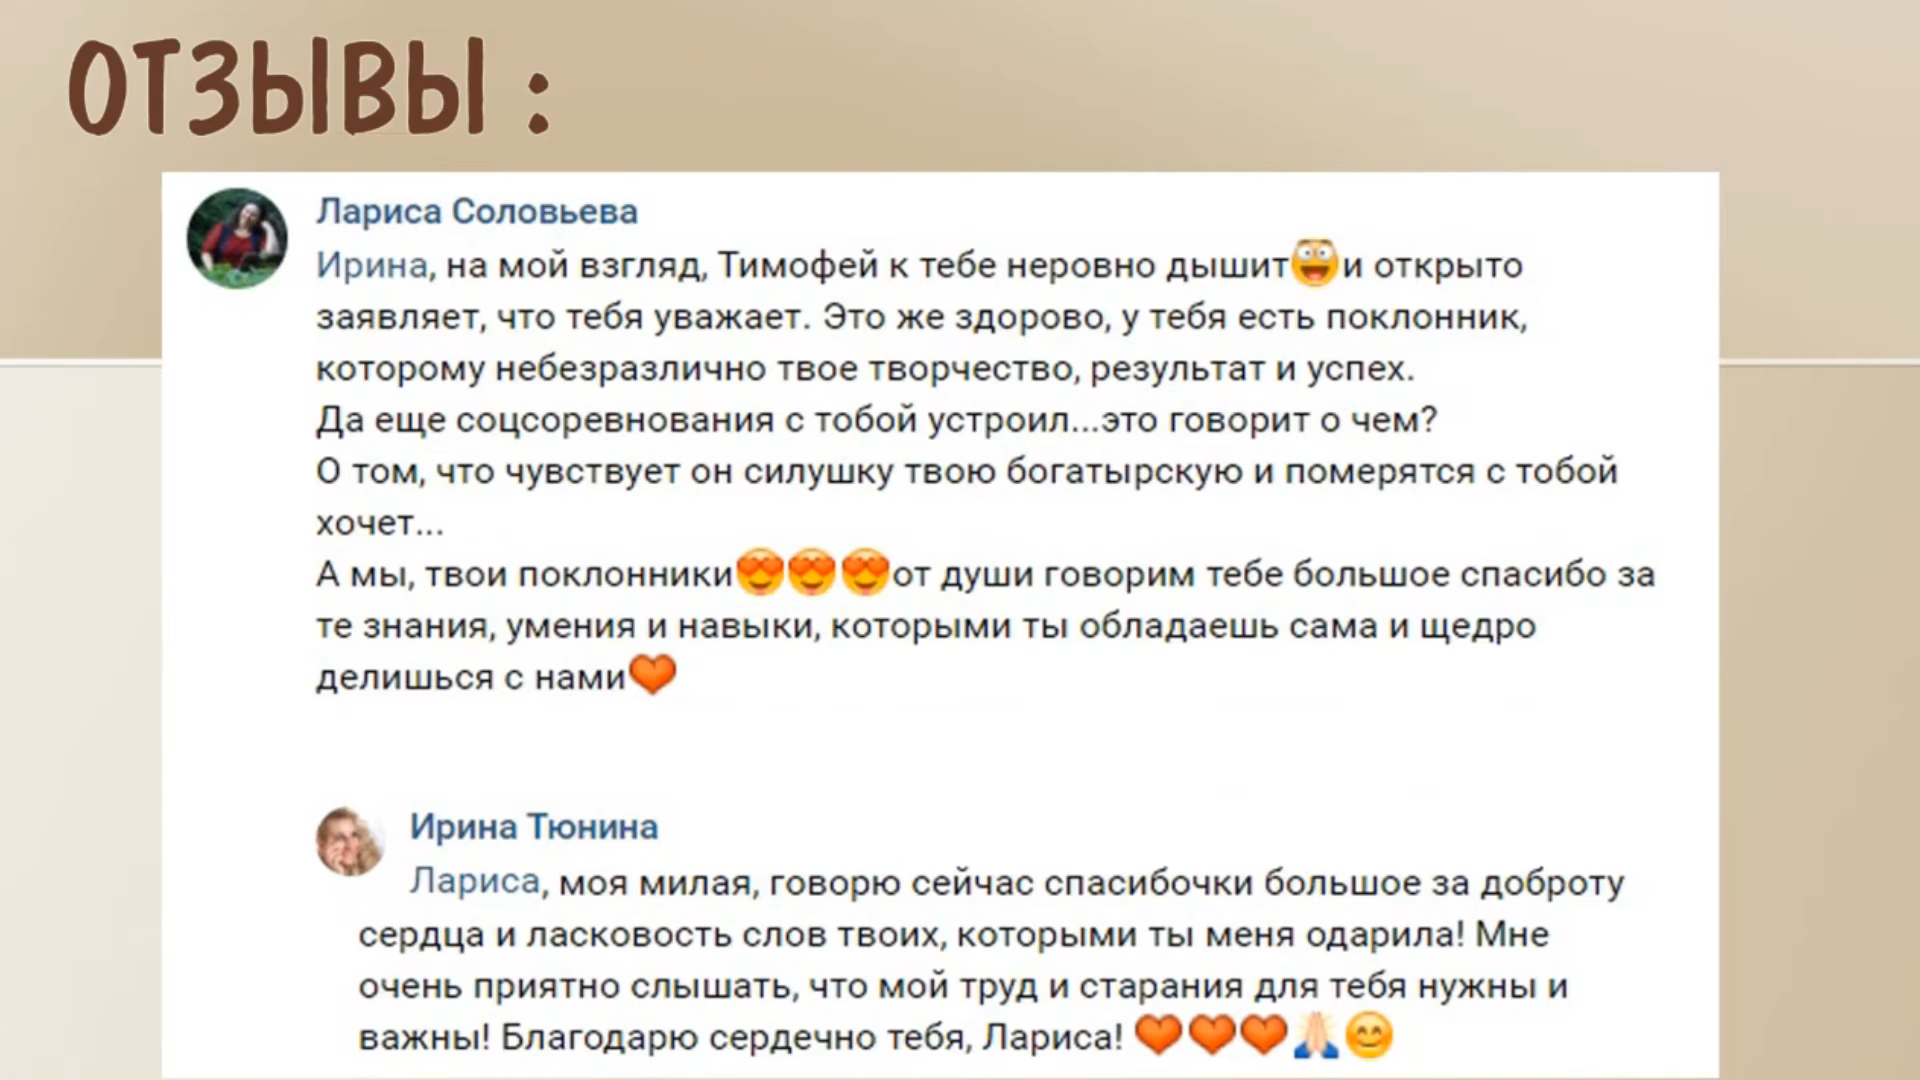 ОТЗЫВЫ :
Лариса Соловьева
Ирина, на мой взгляд, Тимофей к тебе неровно дышит😀и открыто
заявляет, что тебя уважает. Это же здорово, у тебя есть поклонник,
которому небезразлично твое творчество, результат и успех.
Да еще соцсоревнования с тобой устроил...это говорит о чем?
О том, что чувствует он силушку твою богатырскую и померятся с тобой
хочет...
А мы, твои поклонники😍😍😍от души говорим тебе большое спасибо за
те знания, умения и навыки, которыми ты обладаешь сама и щедро
делишься с нами❤
Ирина Тюнина
Лариса, моя милая, говорю сейчас спасибочки большое за доброту
сердца и ласковость слов твоих, которыми ты меня одарила! Мне
очень приятно слышать, что мой труд и старания для тебя нужны и
важны! Благодарю сердечно тебя, Лариса! ❤❤❤🙏😊